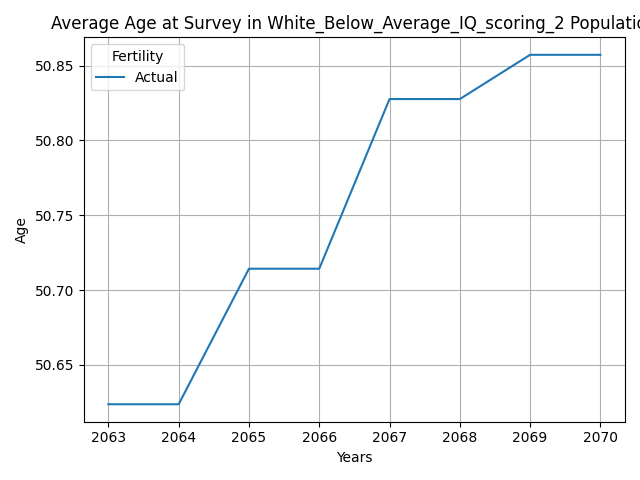 Average Age at Survey in White_Below_Average_IQ_scoring_2 Populatio
Fertility
Actual
50.85
50.80
50.75
50.70
50.65
Age
2063 2064 2065 2066 2067 2068 2069 2070
Years